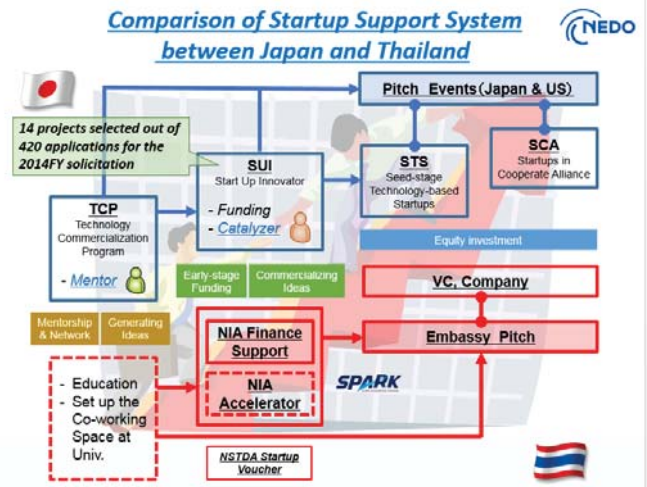 Comparison of Startup Support System
between Japan and Thailand
NEDO
Pitch Events(Japan & US)
14 projects selected out of
420 applications for the
2014FY solicitation
SUI
Start Up Innovator
- Funding
- Catalyzer
STS
Seed-stage
Technology-based
Startups
SCA
Startups in
Cooperate Alliance
TCP
Technology
Commercialization
Program
- Mentor
Equity investment
Early-stage
Funding
Commercializing
Ideas
VC, Company
Mentorship
& Network
Generating
Ideas
NIA Finance
Support
Embassy Pitch
- Education
- Set up the
Co-working
Space at
Univ.
NIA
Accelerator
SPARK
NSTDA Startup
Voucher